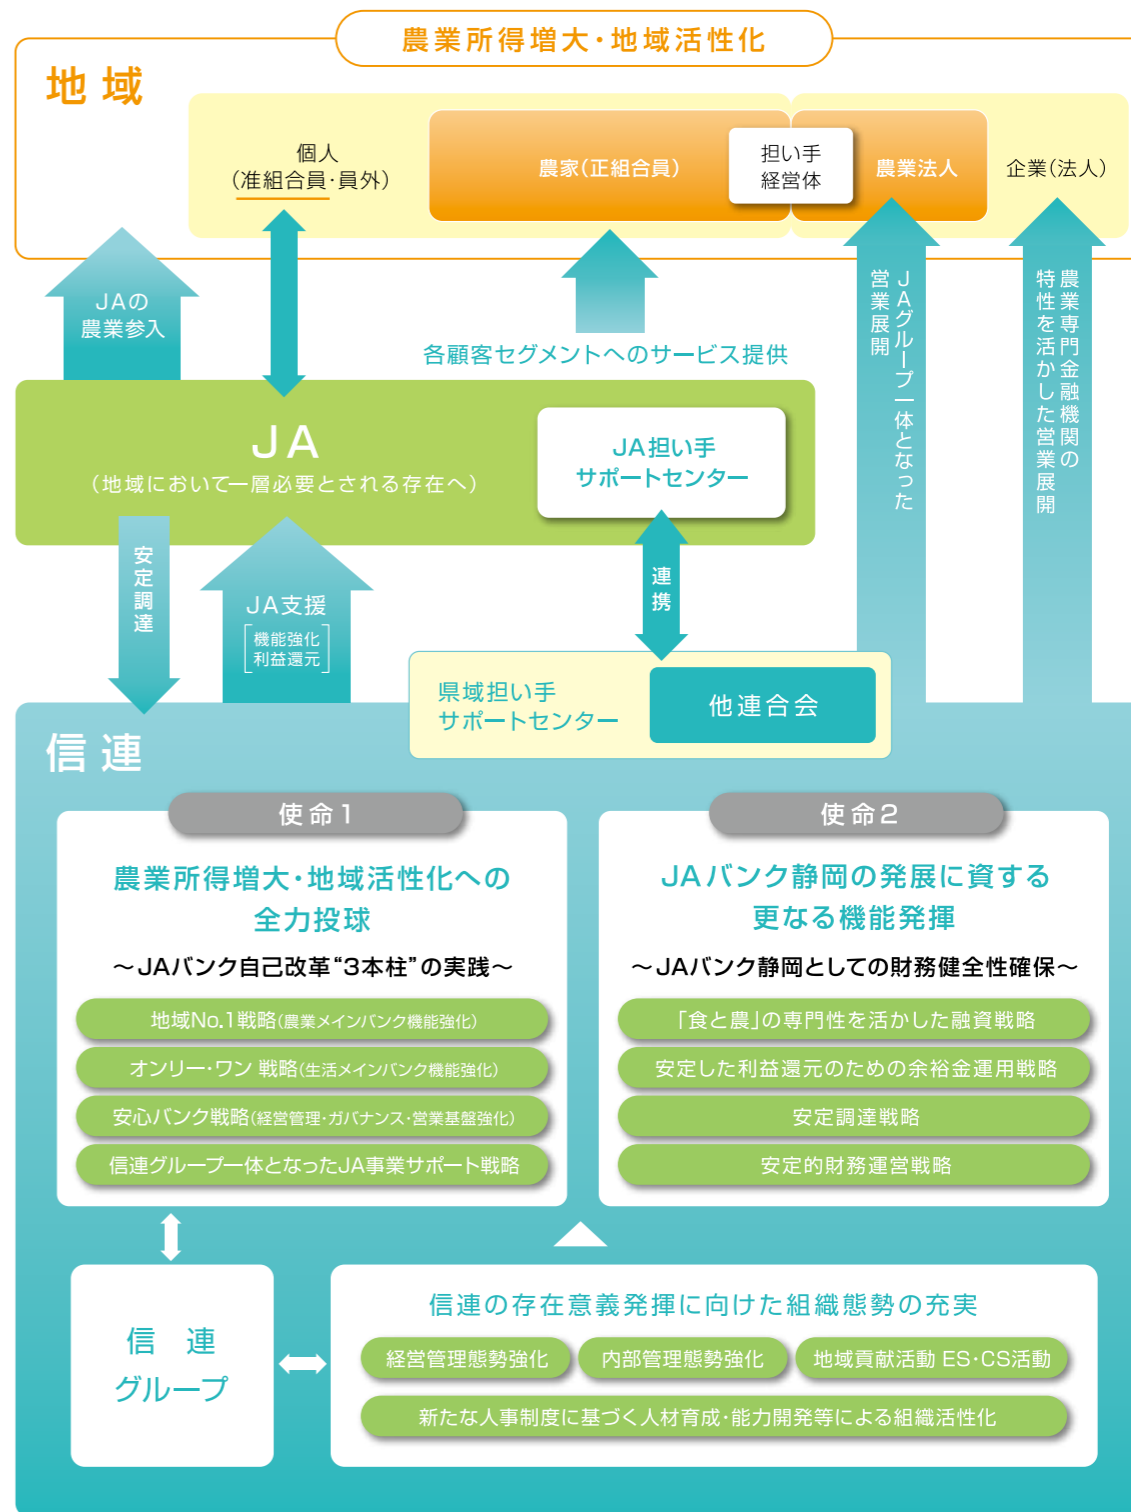 農業所得増大・地域活性化
地域
個人
（准組合員・員外）
農家（正組合員）
担い手
経営体
農業法人
企業（法人）
JAの
農業参入
各顧客セグメントへのサービス提供
JAグループ一体となった
営業展開
農業専門金融機関の
特性を活かした営業展開
JA
（地域において一層必要とされる存在へ）
JA担い手
サポートセンター
安定調達
JA支援
機能強化
利益還元
連携
県域担い手
サポートセンター
他連合会
信連
使命1
農業所得増大・地域活性化への
全力投球
～JAバンク自己改革“3本柱”の実践～
地域No.1戦略（農業メインバンク機能強化）
オンリー・ワン 戦略（生活メインバンク機能強化）
安心バンク戦略（経営管理・ガバナンス・営業基盤強化）
信連グループ一体となったJA事業サポート戦略
使命2
JAバンク静岡の発展に資する
更なる機能発揮
～JAバンク静岡としての財務健全性確保～
「食と農」の専門性を活かした融資戦略
安定した利益還元のための余裕金運用戦略
安定調達戦略
安定的財務運営戦略
信　連
グループ
信連の存在意義発揮に向けた組織態勢の充実
経営管理態勢強化
内部管理態勢強化
地域貢献活動 ES・CS活動
新たな人事制度に基づく人材育成・能力開発等による組織活性化